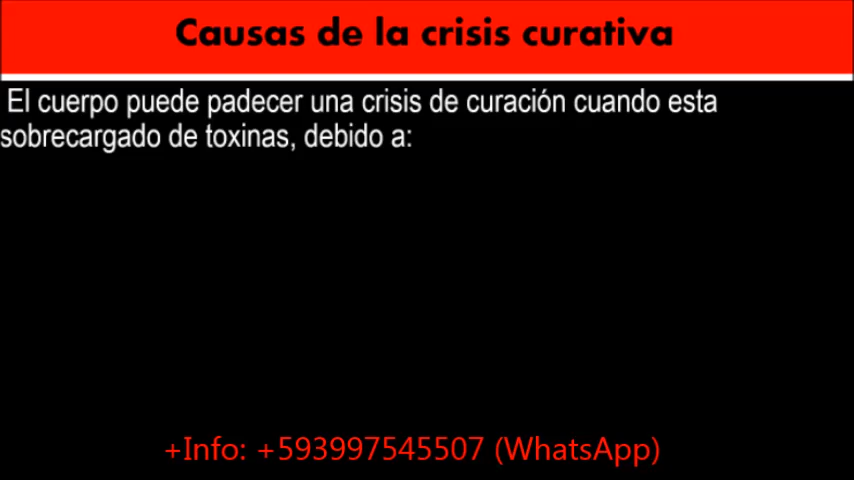 Causas de la crisis curativa
El cuerpo puede padecer una crisis de curación cuando esta
sobrecargado de toxinas, debido a:
+Info: +593997545507 (WhatsApp)